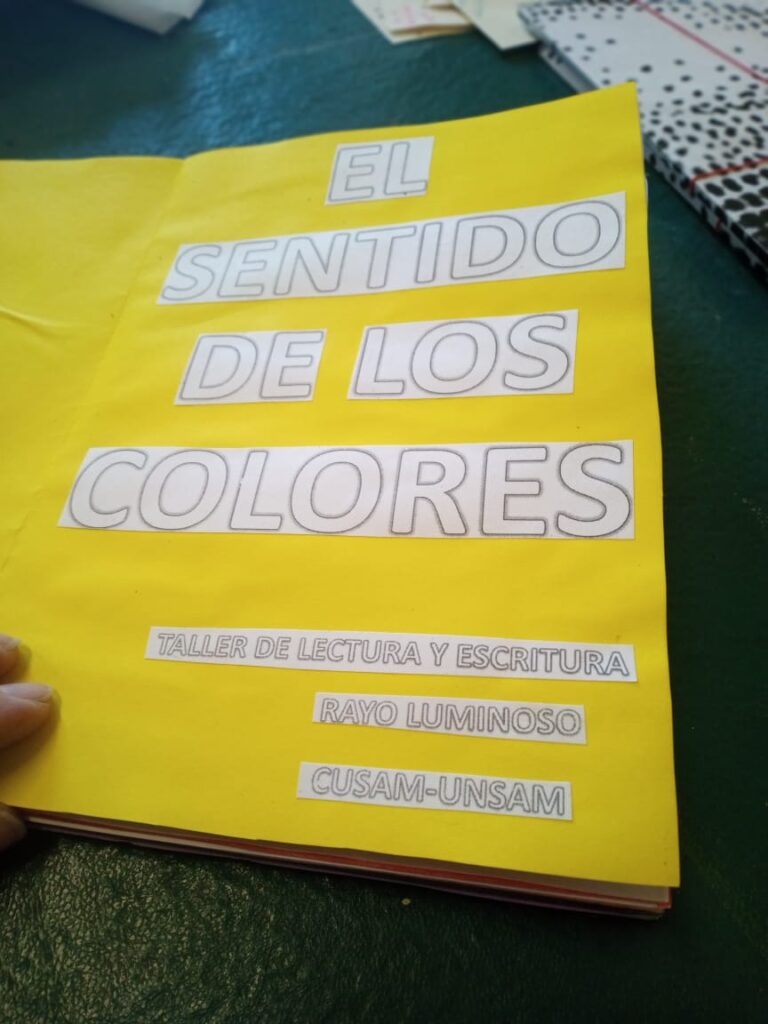 EL
SENTIDO
DE LOS
COLORES
TALLER DE LECTURA Y ESCRITURA
RAYO LUMINOSO
CUSAM-UNSAM